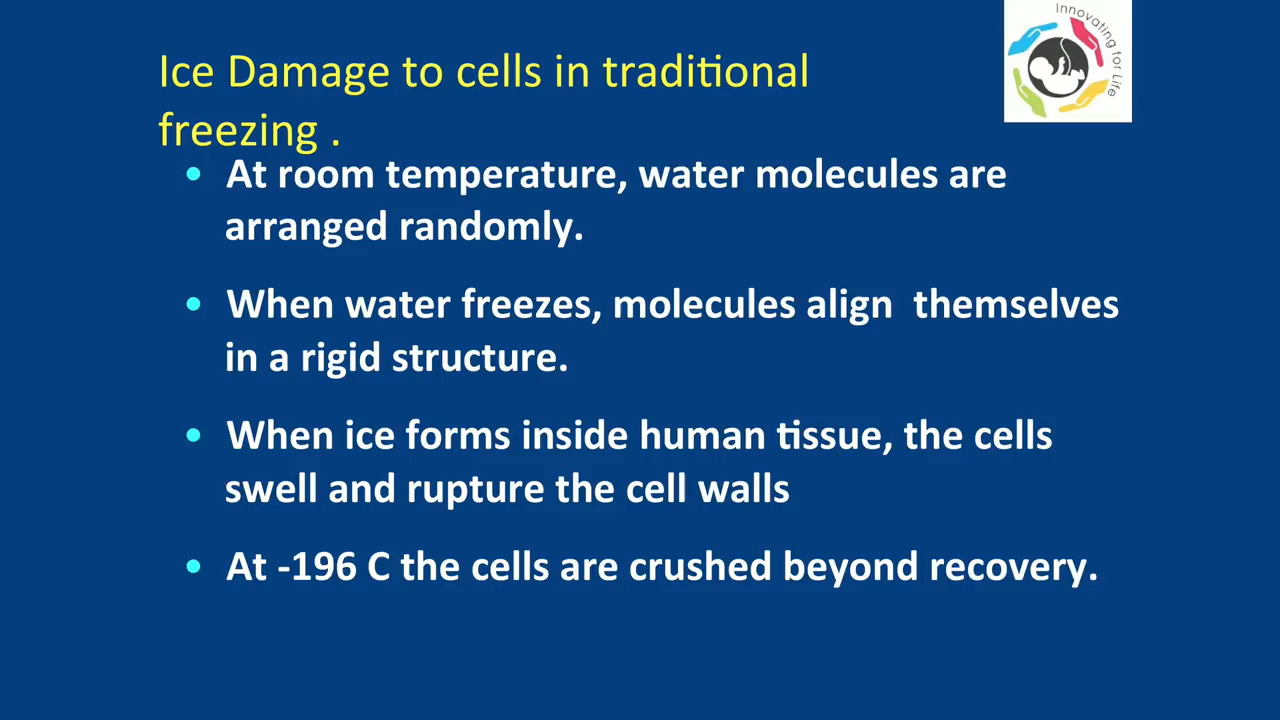 Innovating for Life
Ice Damage to cells in traditional
freezing .
• At room temperature, water molecules are
arranged randomly.
• When water freezes, molecules align  themselves
in a rigid structure.
• When ice forms inside human tissue, the cells
swell and rupture the cell walls
• At -196 C the cells are crushed beyond recovery.